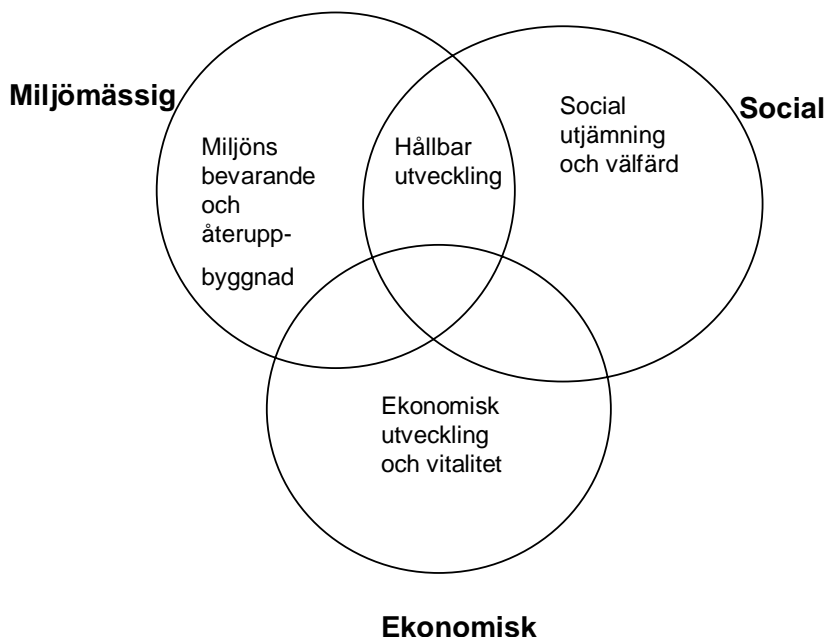 Miljömässig
Social
Social
utjämning
och välfärd
Miljöns
bevarande
och
återupp-
byggnad
Hållbar
utveckling
Ekonomisk
utveckling
och vitalitet
Ekonomisk